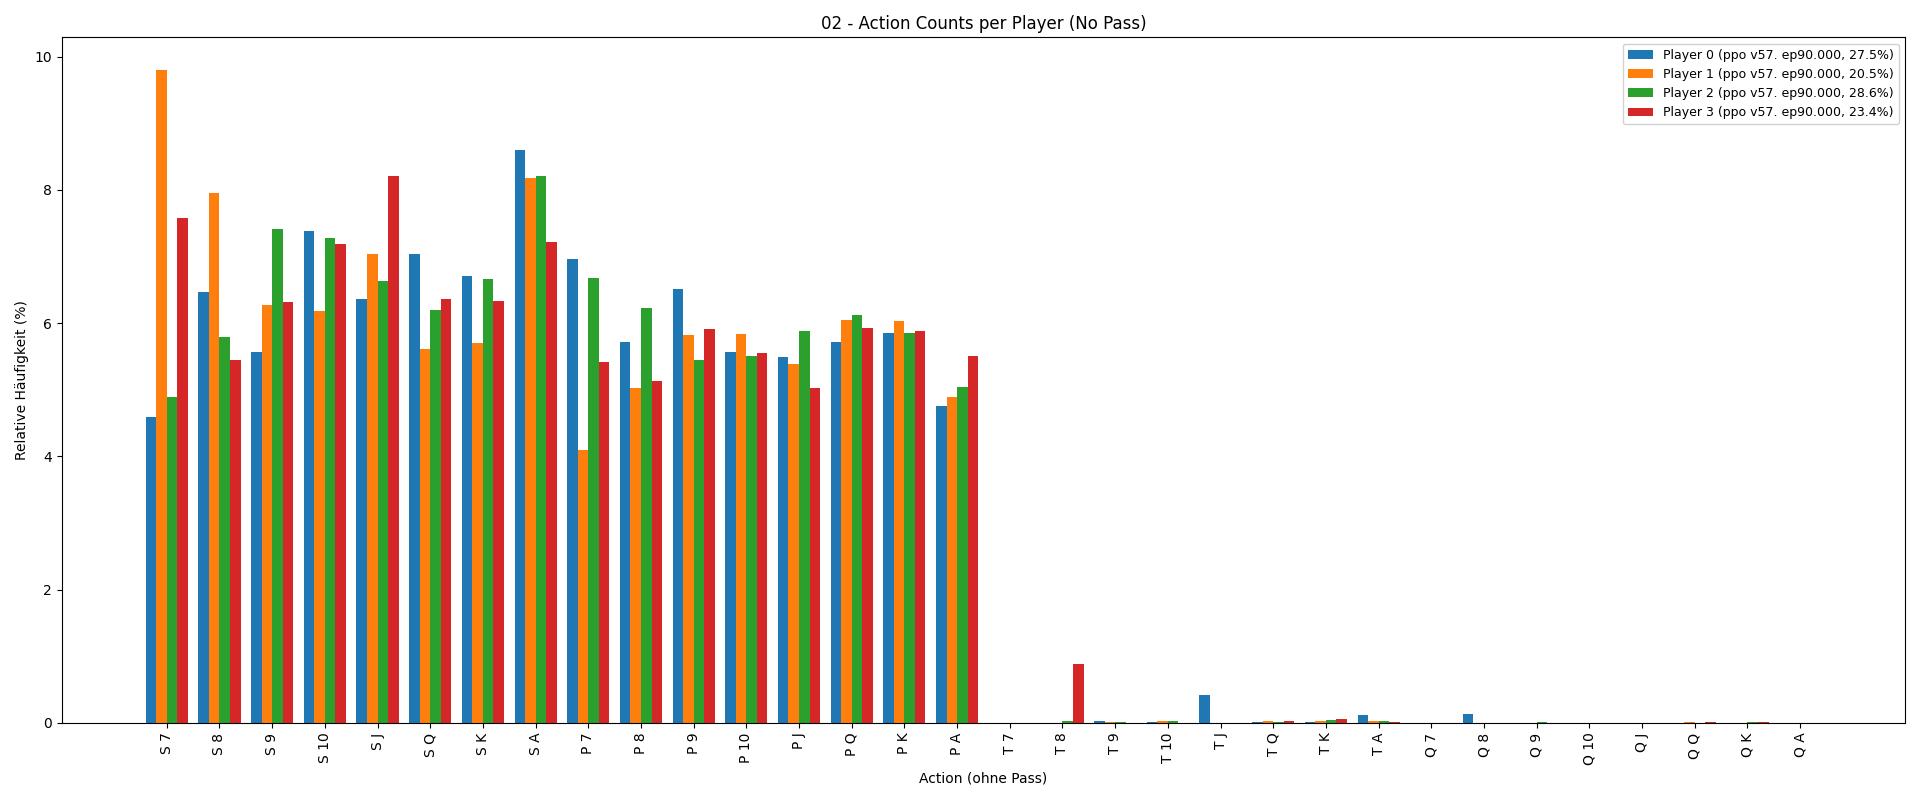 02 - Action Counts per Player (No Pass)
Player 0 (ppo v57. ep90.000, 27.5%)
Player 1 (ppo v57. ep90.000, 20.5%)
Player 2 (ppo v57. ep90.000, 28.6%)
Player 3 (ppo v57. ep90.000, 23.4%)
Relative Häufigkeit (%)
10
8
6
4
2
0
S 7
S 8
S 9
S 10
S J
S Q
S K
S A
P 7
P 8
P 9
P 10
P J
P Q
P K
P A
T 7
T 8
T 9
T 10
T J
T Q
T K
T A
Q 7
Q 8
Q 9
Q 10
Q J
Q Q
Q K
Q A
Action (ohne Pass)